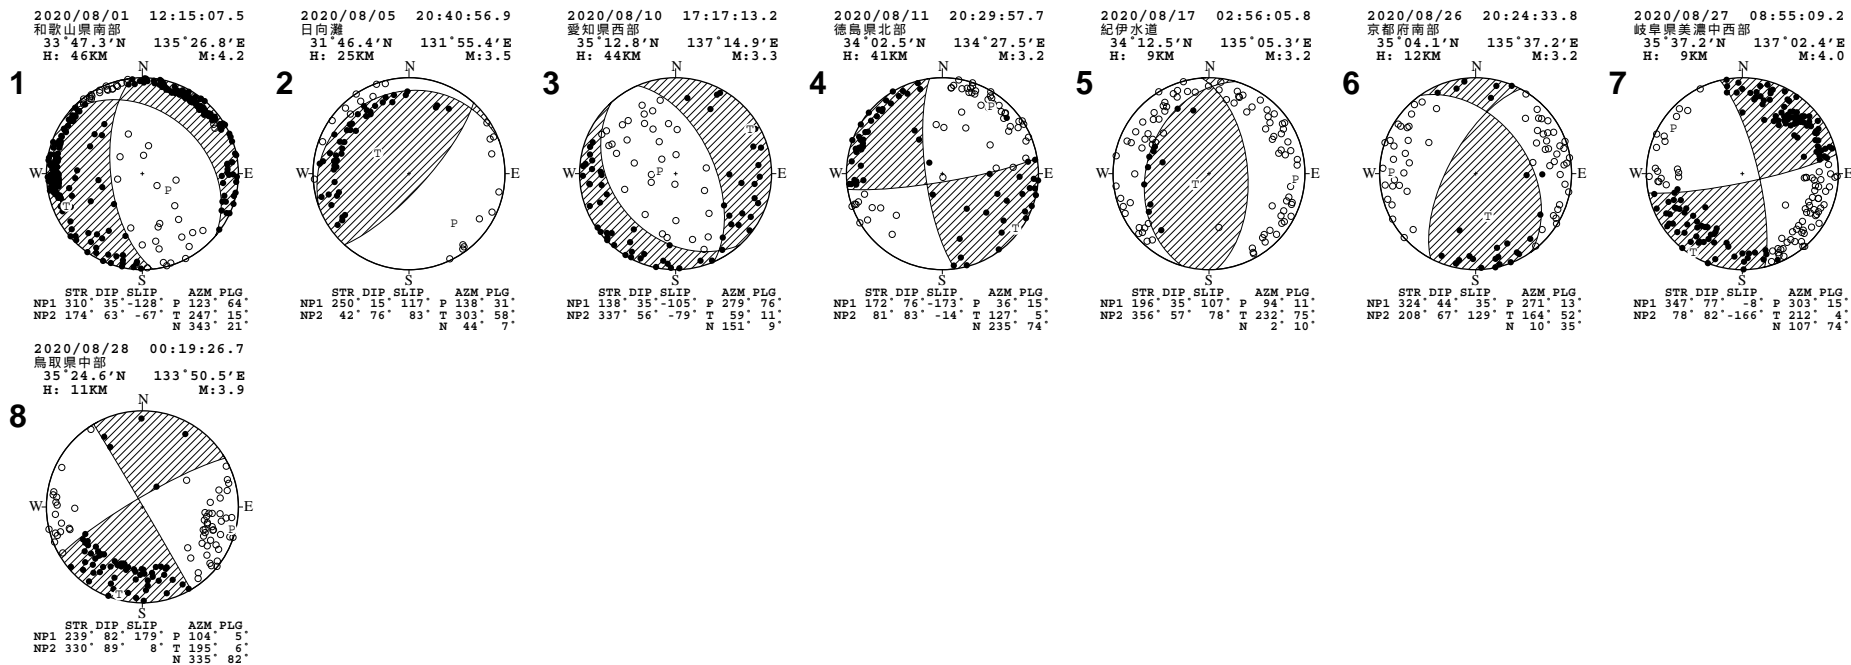 2020/08/01 12:15:07.5
和歌山県南部
33°47.3'N 135°26.8'E
H: 46KM M:4.2
1
N
W
E
P
T
S
STR DIP SLIP AZM PLG
NP1 310° 35°-128° P 123° 64°
NP2 174° 63° -67° T 247° 15°
N 343° 21°
2020/08/05 20:40:56.9
日向灘
31°46.4'N 131°55.4'E
H: 25KM M:3.5
2
N
T
W
E
P
S
STR DIP SLIP AZM PLG
NP1 250° 15° 117° P 138° 31°
NP2 42° 76° 83° T 303° 58°
N 44° 7°
2020/08/10 17:17:13.2
愛知県西部
35°12.8'N 137°14.9'E
H: 44KM M:3.3
3
N
T
W
P
E
S
STR DIP SLIP AZM PLG
NP1 138° 35°-105° P 279° 76°
NP2 337° 56° -79° T 59° 11°
N 151° 9°
2020/08/11 20:29:57.7
徳島県北部
34°02.5'N 134°27.5'E
H: 41KM M:3.2
4
N
P
W
E
T
S
STR DIP SLIP AZM PLG
NP1 172° 76°-173° P 36° 15°
NP2 81° 83° -14° T 127° 5°
N 235° 74°
2020/08/17 02:56:05.8
紀伊水道
34°12.5'N 135°05.3'E
H: 9KM M:3.2
5
N
W
E
T
P
S
STR DIP SLIP AZM PLG
NP1 196° 35° 107° P 94° 11°
NP2 356° 57° 78° T 232° 75°
N 2° 10°
2020/08/26 20:24:33.8
京都府南部
35°04.1'N 135°37.2'E
H: 12KM M:3.2
6
N
W
P
E
T
S
STR DIP SLIP AZM PLG
NP1 324° 44° 35° P 271° 13°
NP2 208° 67° 129° T 164° 52°
N 10° 35°
2020/08/27 08:55:09.2
岐阜県美濃中西部
35°37.2'N 137°02.4'E
H: 9KM M:4.0
7
N
P
W
E
T
S
STR DIP SLIP AZM PLG
NP1 347° 77° -8° P 303° 15°
NP2 78° 82°-166° T 212° 4°
N 107° 74°
2020/08/28 00:19:26.7
鳥取県中部
35°24.6'N 133°50.5'E
H: 11KM M:3.9
8
N
W
E
P
T
S
STR DIP SLIP AZM PLG
NP1 239° 82° 179° P 104° 5°
NP2 330° 89° 8° T 195° 6°
N 335° 82°